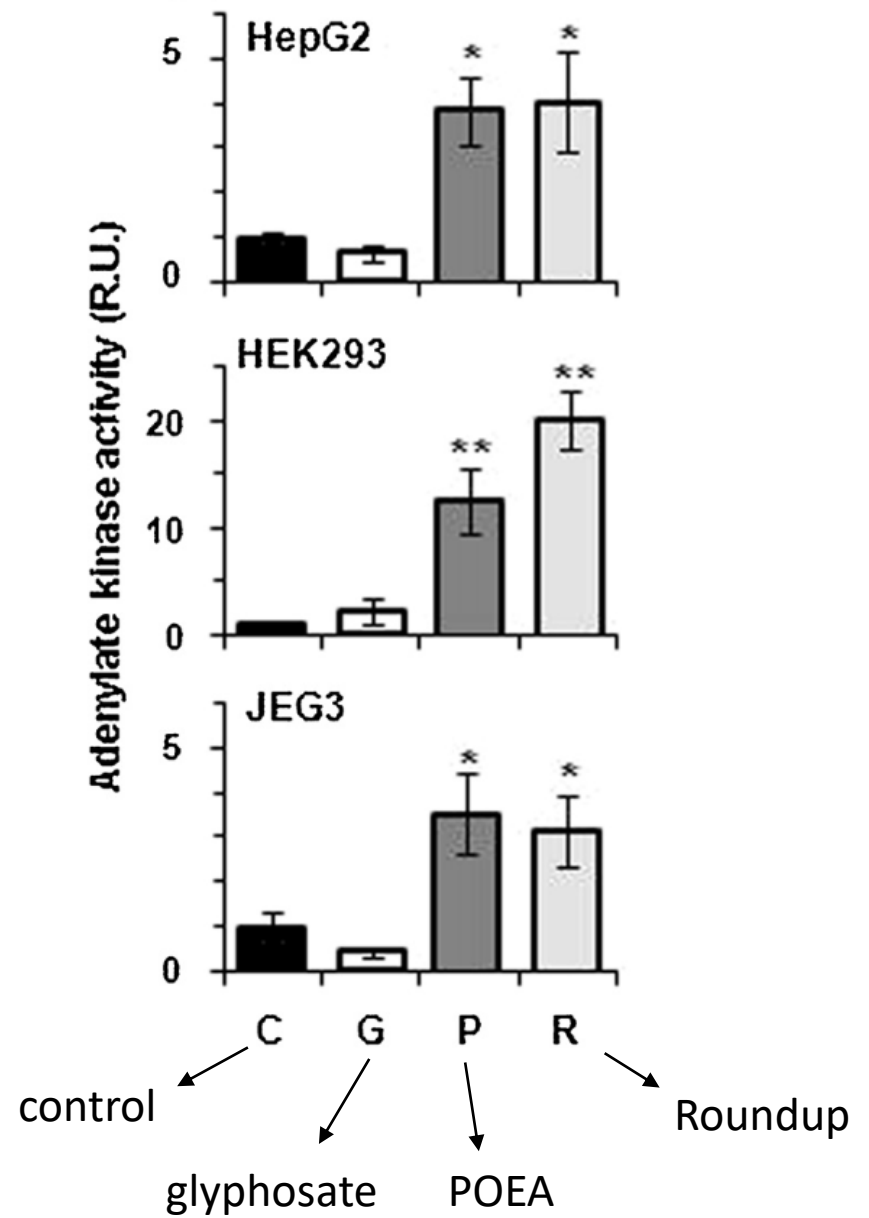 HepG2
5
*
*
0
Adenylate kinase activity (R.U.)
HEK293
20
**
**
10
0
JEG3
5
*
*
0
C G P R
control
Roundup
glyphosate POEA